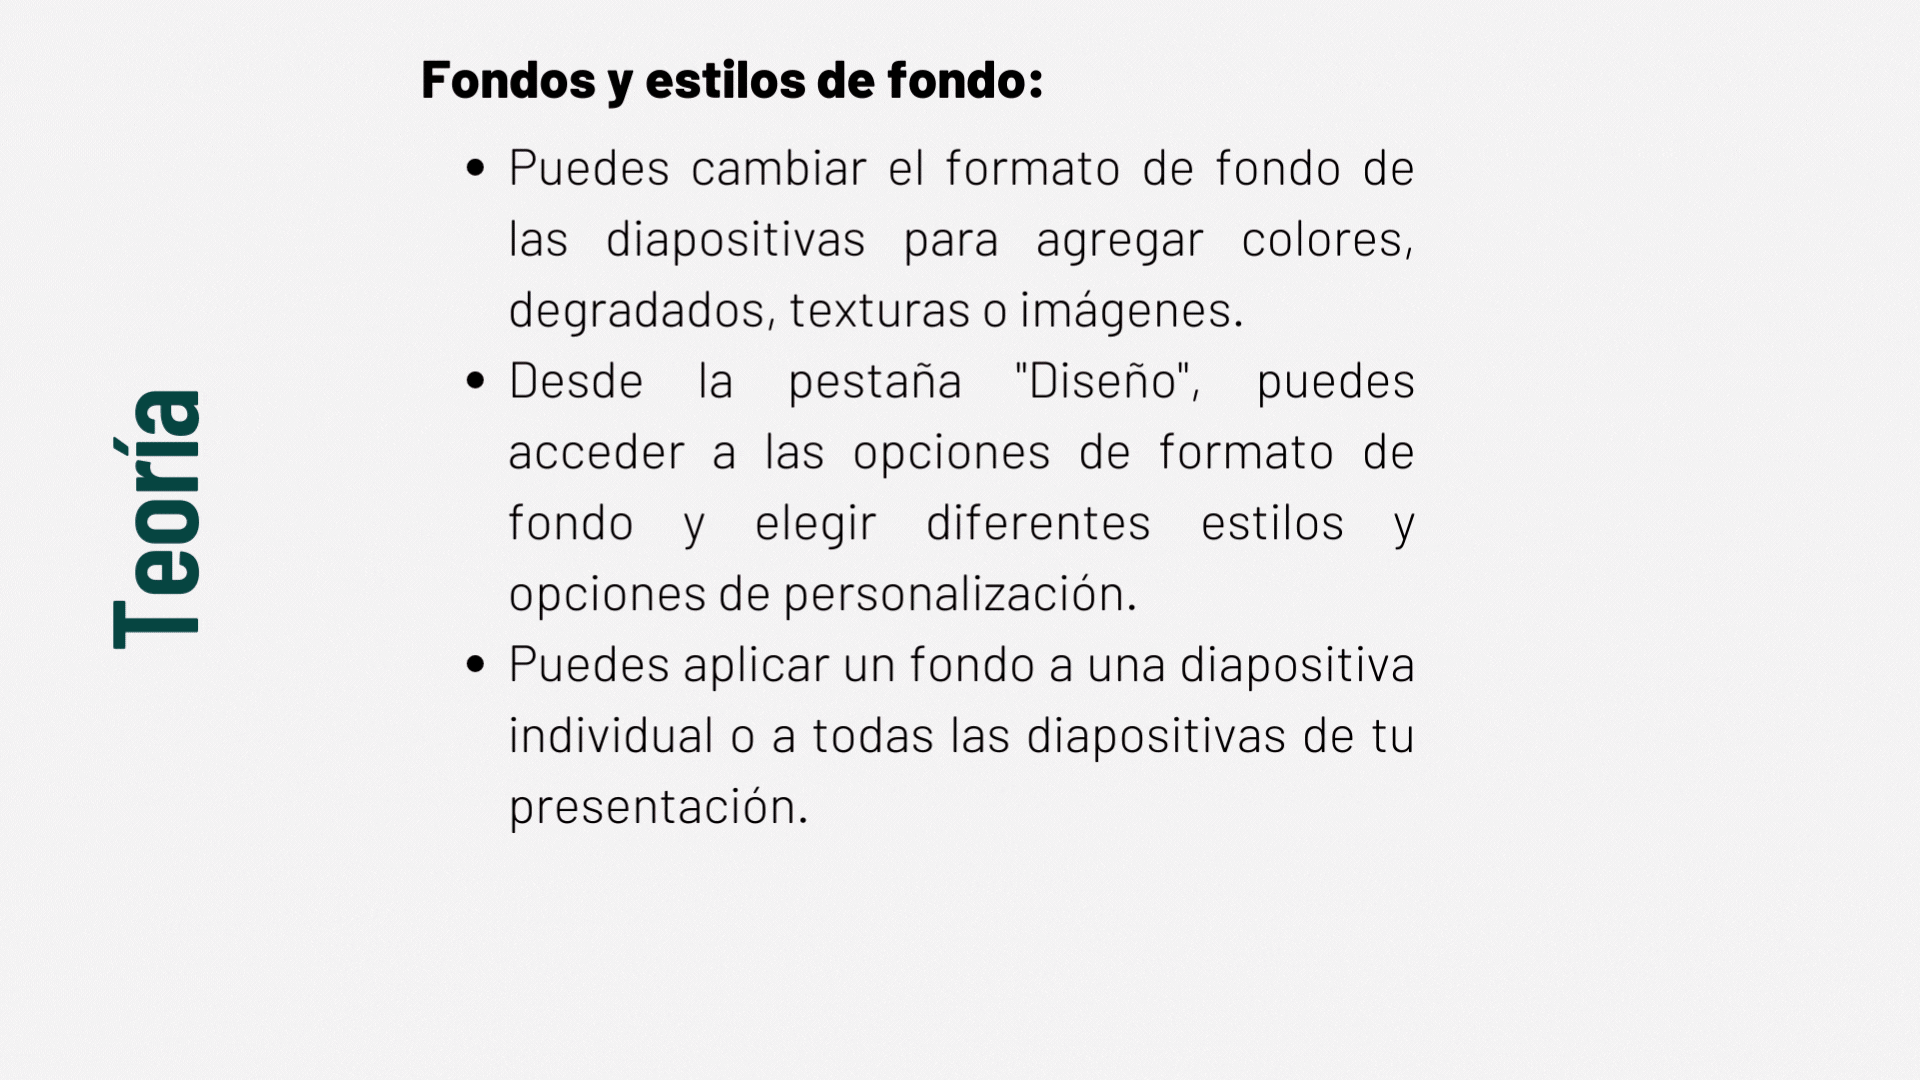 Teoría
Fondos y estilos de fondo:
• Puedes cambiar el formato de fondo de
las diapositivas para agregar colores,
degradados, texturas o imágenes.
• Desde la pestaña "Diseño", puedes
acceder a las opciones de formato de
fondo y elegir diferentes estilos y
opciones de personalización.
• Puedes aplicar un fondo a una diapositiva
individual o a todas las diapositivas de tu
presentación.